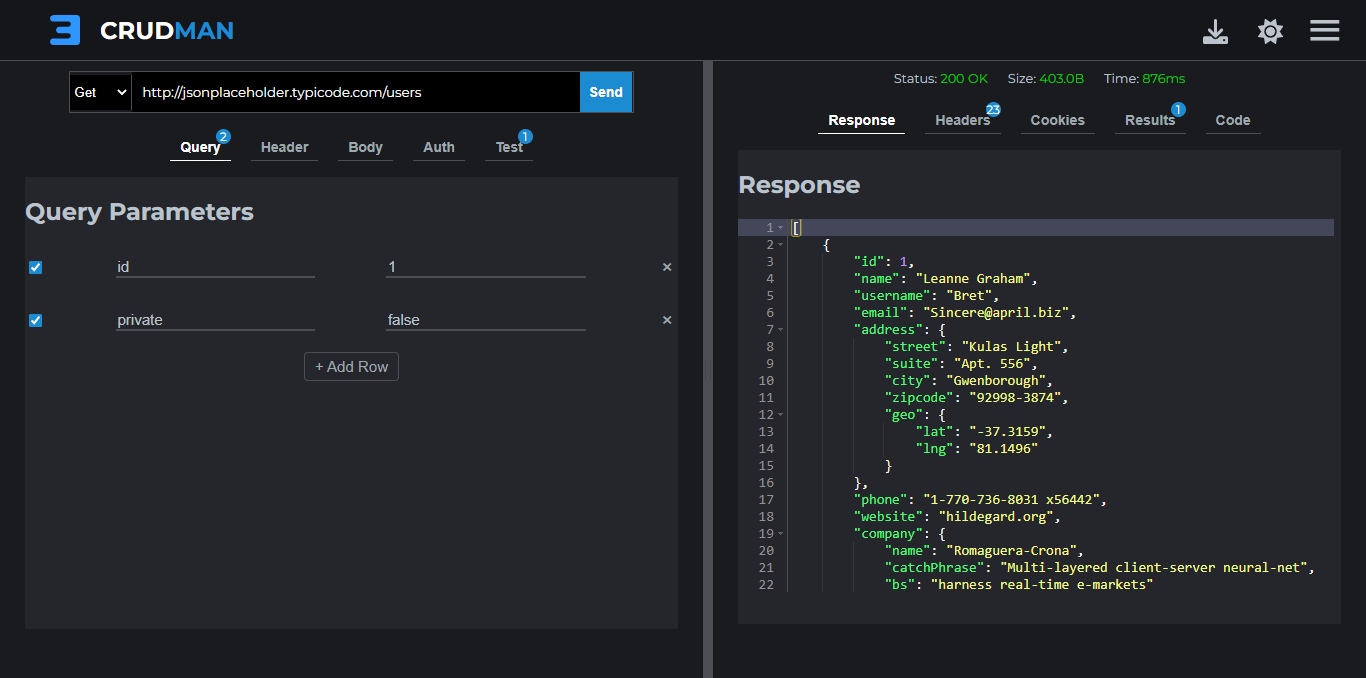 CRUDMAN
Get http://jsonplaceholder.typicode.com/users Send
Query 2 Header Body Auth Test 1
Query Parameters
id 1 ×
private false ×
+ Add Row
Status: 200 OK Size: 403.0B Time: 876ms
Response Headers 23 Cookies Results 1 Code
Response
1 [
2 {
3 "id": 1,
4 "name": "Leanne Graham",
5 "username": "Bret",
6 "email": "Sincere@april.biz",
7 "address": {
8 "street": "Kulas Light",
9 "suite": "Apt. 556",
10 "city": "Gwenborough",
11 "zipcode": "92998-3874",
12 "geo": {
13 "lat": "-37.3159",
14 "lng": "81.1496"
15 }
16 },
17 "phone": "1-770-736-8031 x56442",
18 "website": "hildegard.org",
19 "company": {
20 "name": "Romaguera-Crona",
21 "catchPhrase": "Multi-layered client-server neural-net",
22 "bs": "harness real-time e-markets"